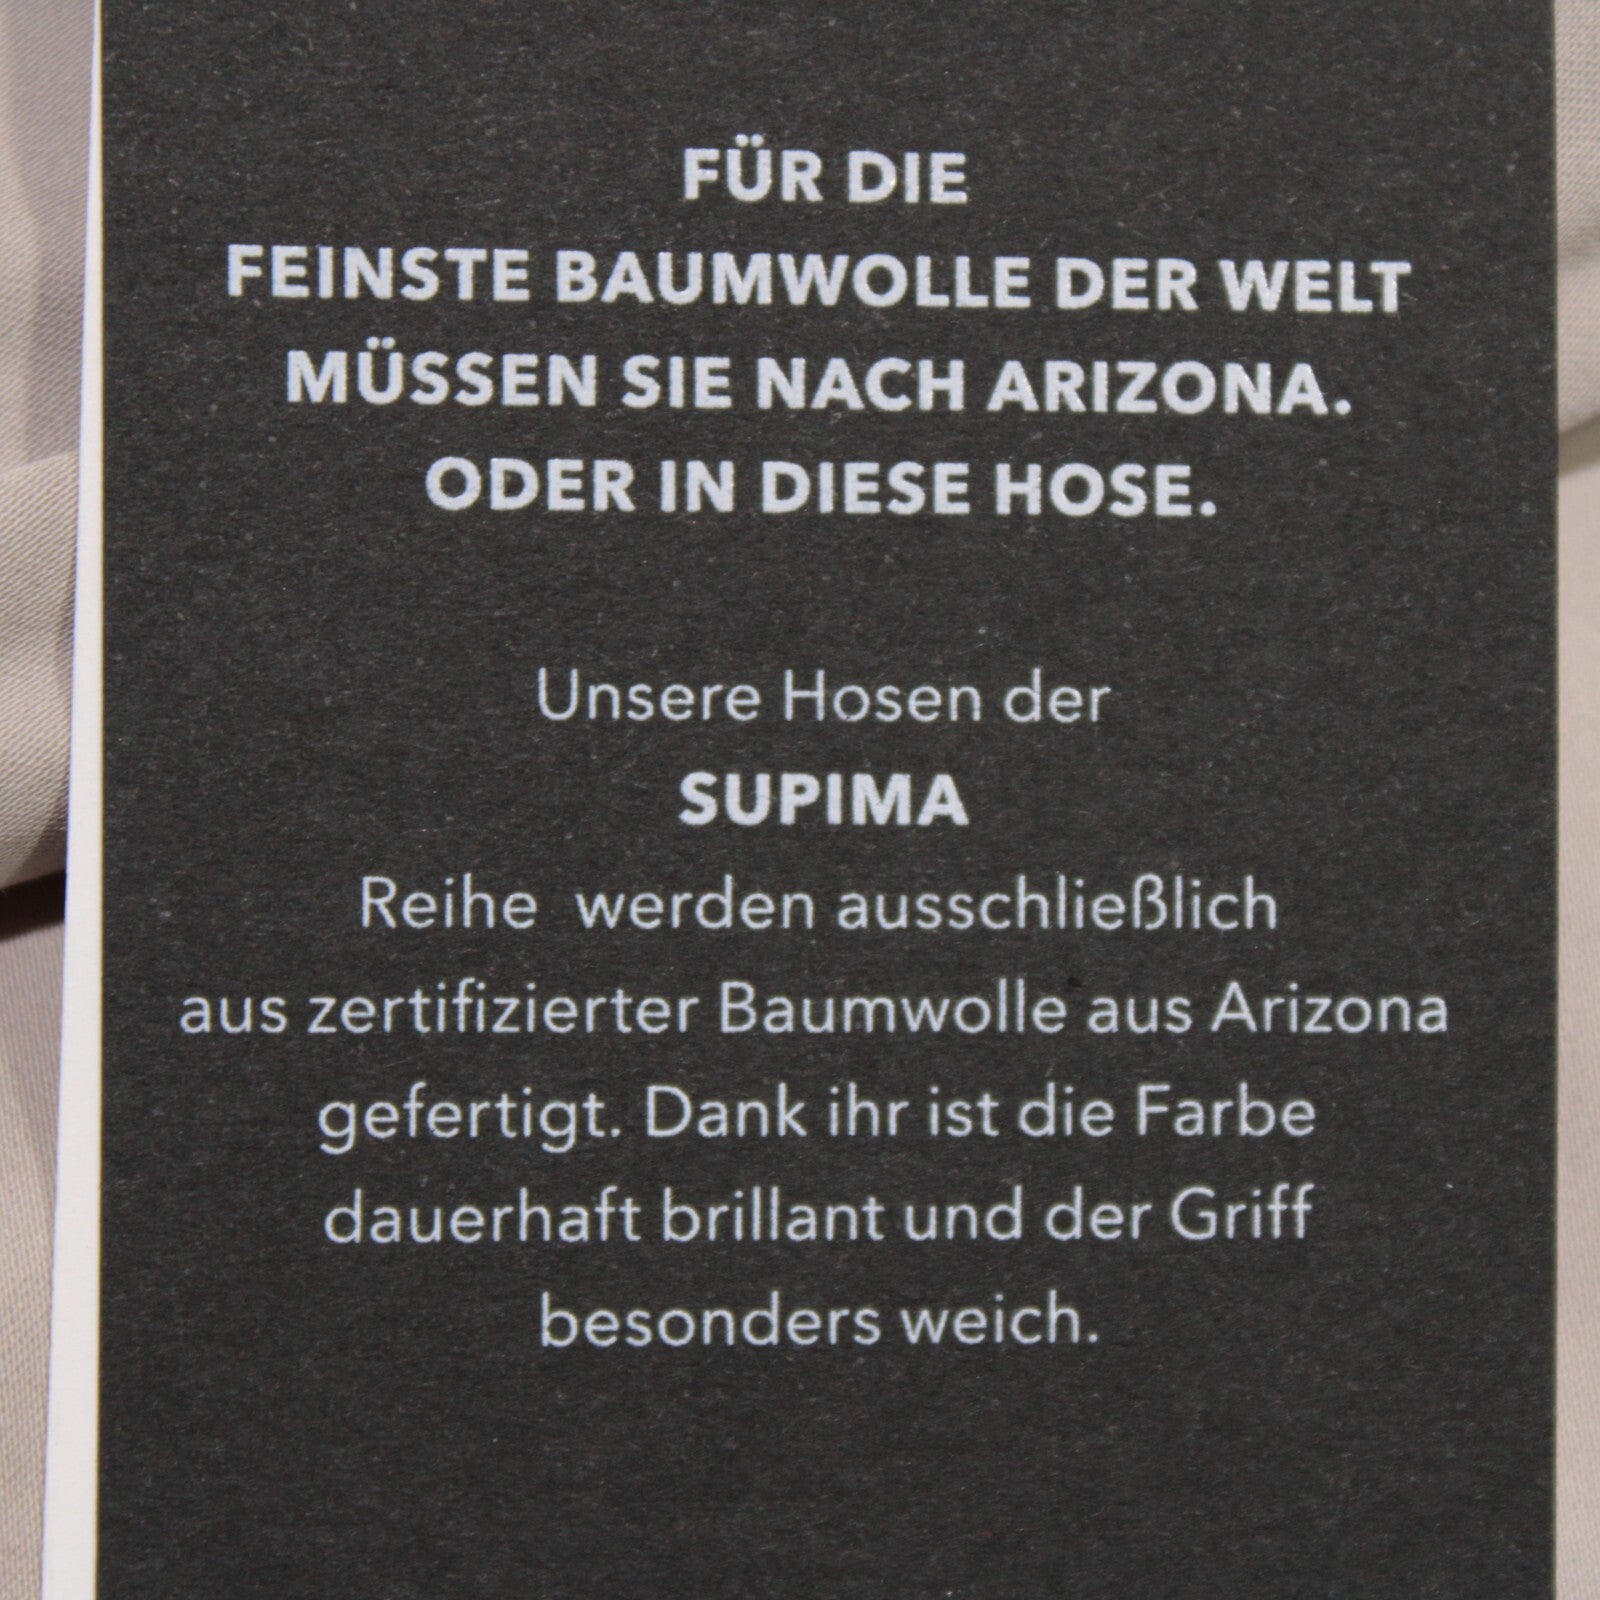 FÜR DIE
FEINSTE BAUMWOLLE DER WELT
MÜSSEN SIE NACH ARIZONA.
ODER IN DIESE HOSE.
Unsere Hosen der
SUPIMA
Reihe werden ausschließlich
aus zertifizierter Baumwolle aus Arizona
gefertigt. Dank ihr ist die Farbe
dauerhaft brillant und der Griff
besonders weich.